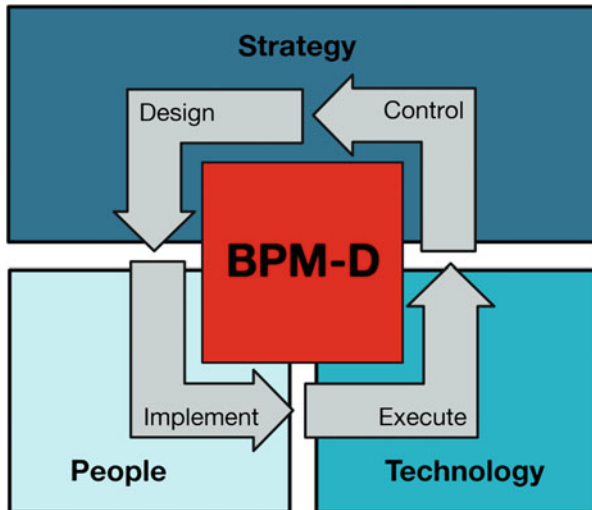 Strategy
Design
Control
BPM-D
Implement
Execute
People
Technology